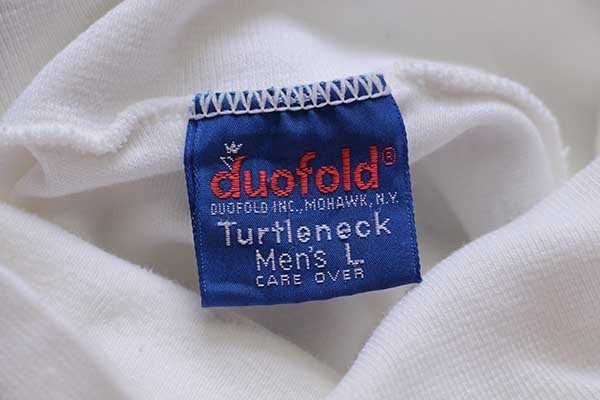 duofold®
DUOFOLD INC., MOHAWK, N.Y.
Turtleneck
Men's L
CARE OVER